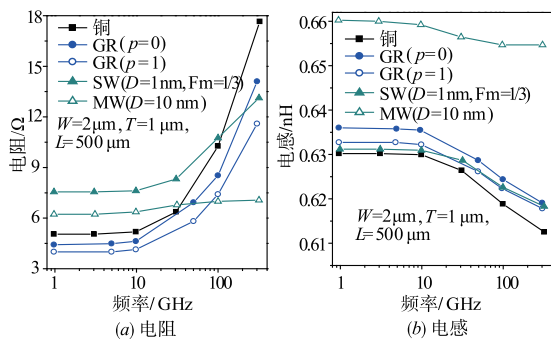 18
15
12
9
6
3
电阻/Ω
铜
GR(p=0)
GR(p=1)
SW(D=1nm, Fm=1/3)
MW(D=10 nm)
W=2μm, T=1 μm,
L=500 μm
1
10
100
频率/ GHz
(a) 电阻
0.66
0.65
0.64
0.63
0.62
0.61
电感/nH
铜
GR(p=0)
GR(p=1)
SW(D=1nm, Fm=1/3)
MW(D=10nm)
W=2μm, T=1 μm,
L=500 μm
1
10
100
频率/ GHz
(b) 电感